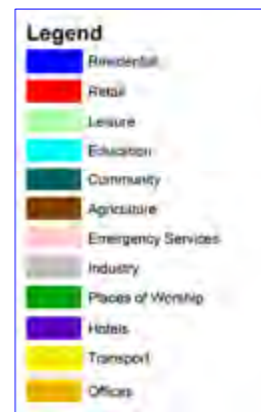 Legend
Residential
Retail
Leisure
Education
Community
Agriculture
Emergency Services
Industry
Places of Worship
Hotels
Transport
Offices